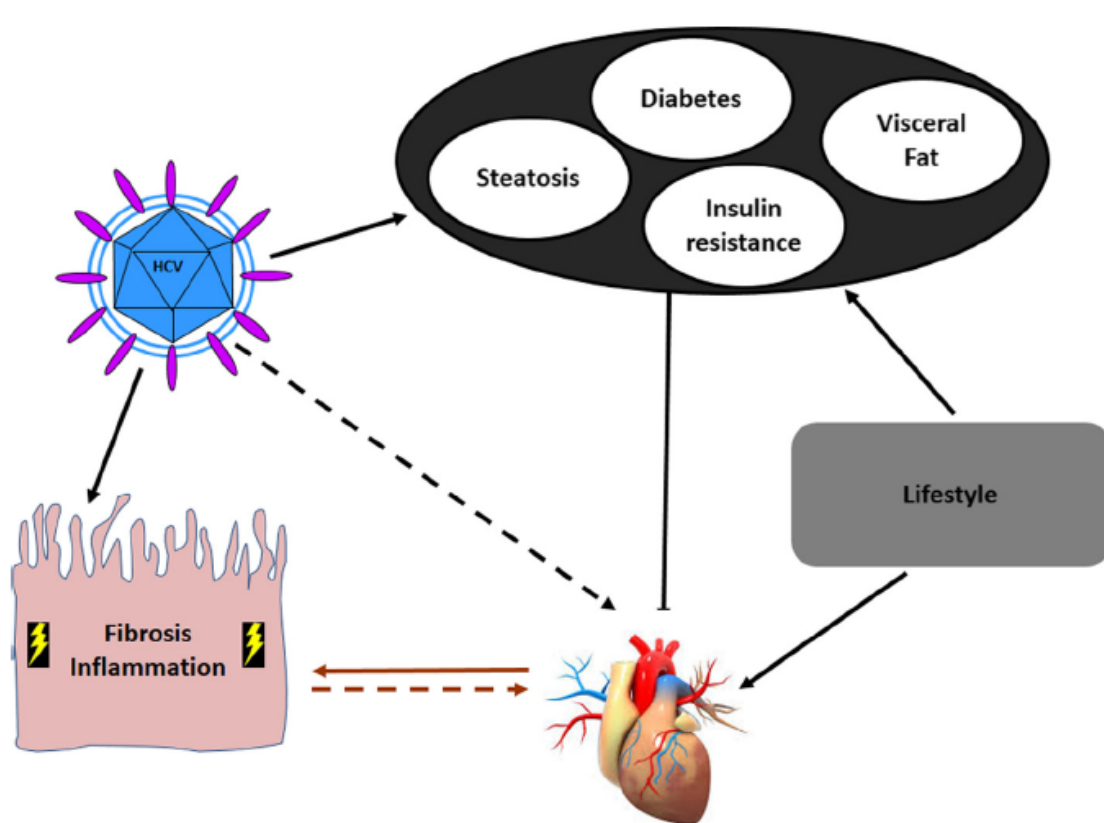 Diabetes
Visceral
Fat
Steatosis
Insulin
resistance
HCV
Lifestyle
Fibrosis
Inflammation